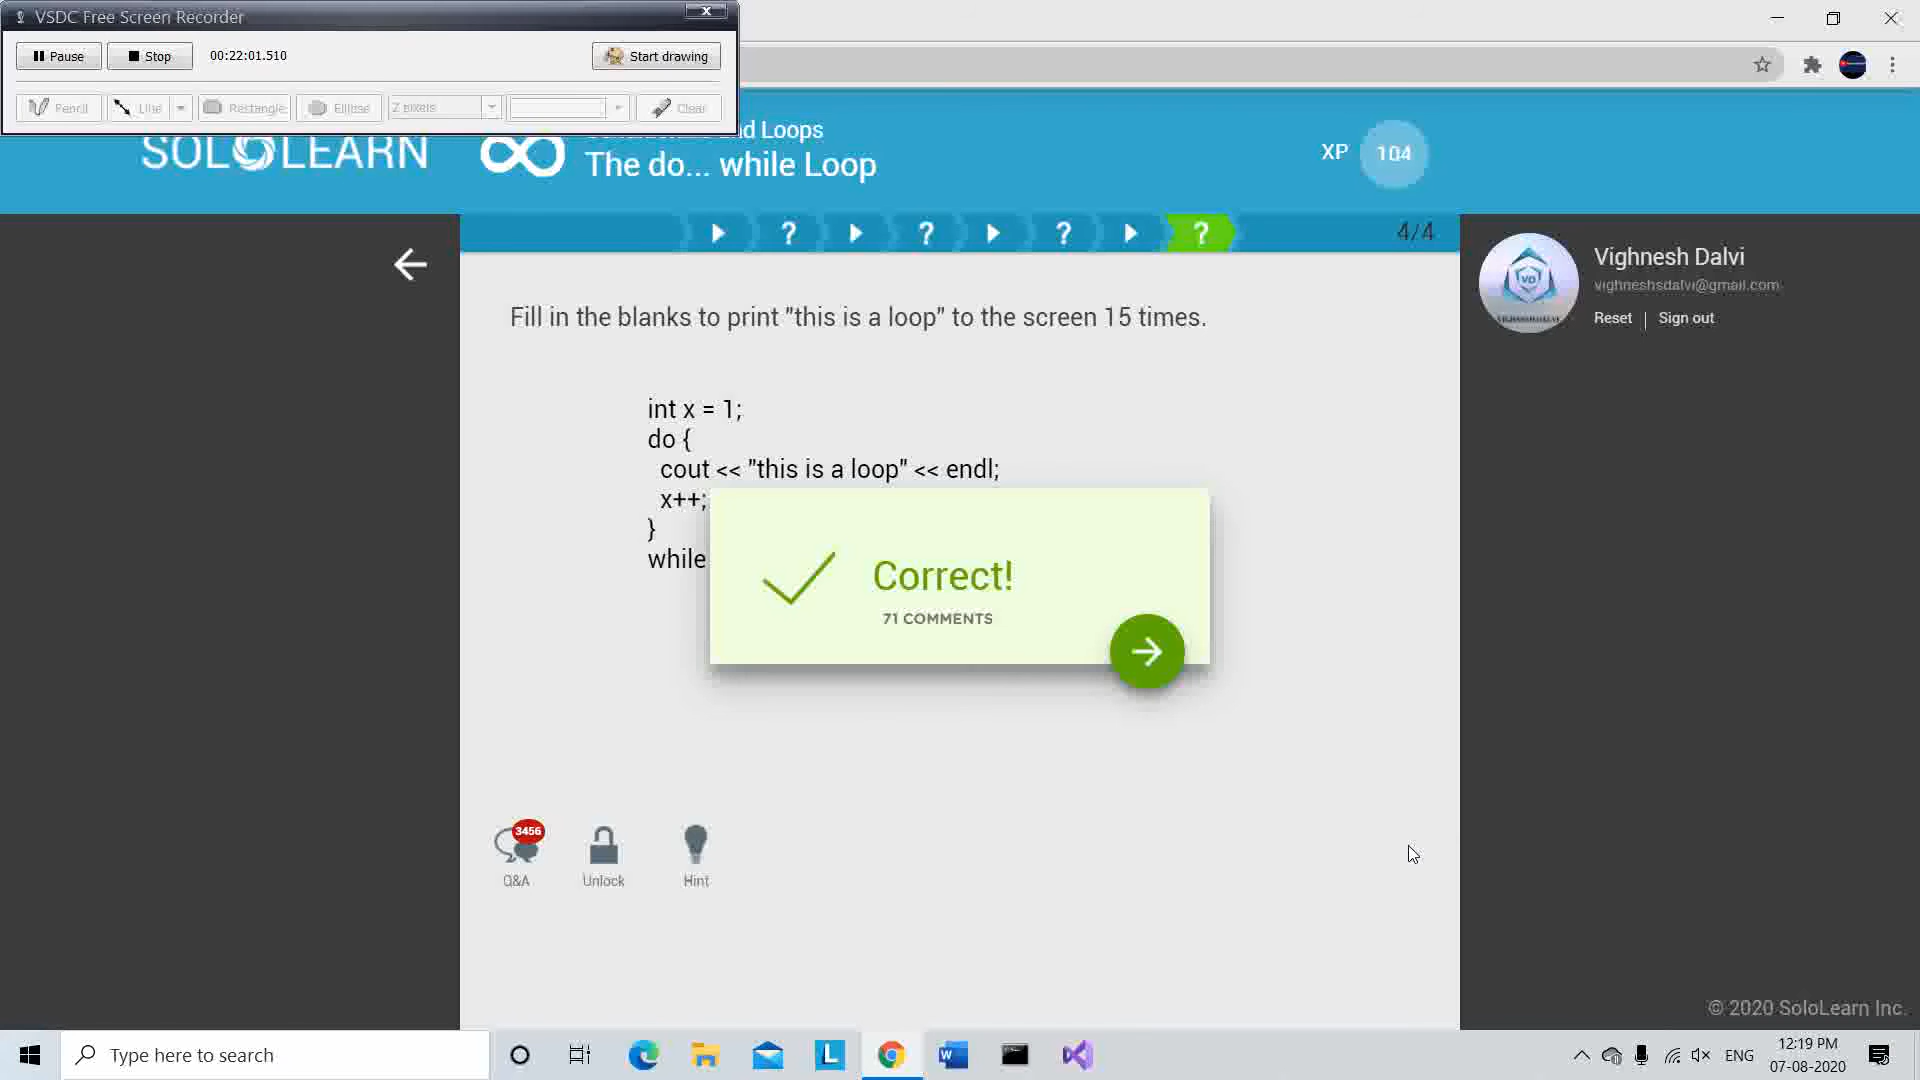 VSDC Free Screen Recorder
Pause
Stop
00:22:01.510
Start drawing
Pencil
Line
Rectangle
Ellipse
2 pixels
Clear
SOLOLEARN
nd Loops
The do... while Loop
XP
104
4/4
Vighnesh Dalvi
vighneshsdalvi@gmail.com
Reset
Sign out
Fill in the blanks to print "this is a loop" to the screen 15 times.
int x = 1;
do {
cout << "this is a loop" << endl;
x++;
}
while
Correct!
71 COMMENTS
3456
Q&A
Unlock
Hint
© 2020 SoloLearn Inc.
Type here to search
ENG
12:19 PM
07-08-2020